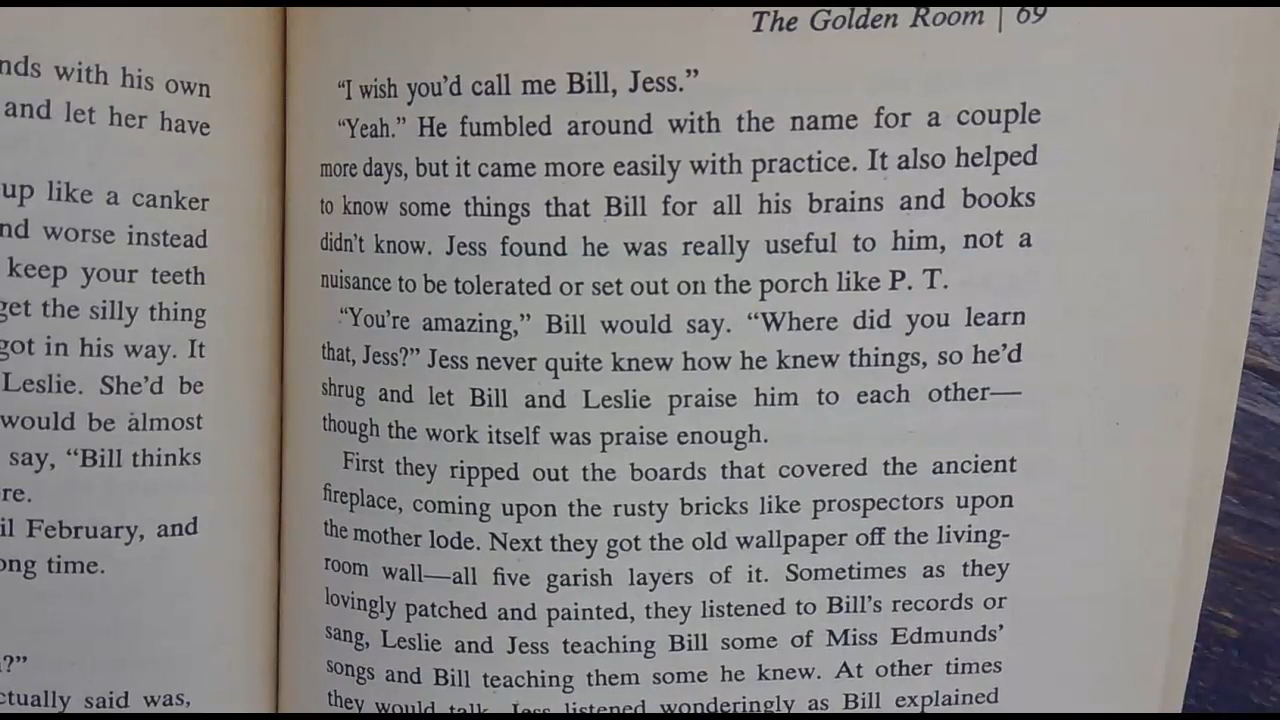 nds with his own
and let her have
up like a canker
nd worse instead
keep your teeth
get the silly thing
got in his way. It
Leslie. She'd be
would be almost
say, “Bill thinks
re.
il February, and
ong time.
?”
ctually said was,
The Golden Room | 69
“I wish you'd call me Bill, Jess.”
“Yeah.” He fumbled around with the name for a couple
more days, but it came more easily with practice. It also helped
to know some things that Bill for all his brains and books
didn't know. Jess found he was really useful to him, not a
nuisance to be tolerated or set out on the porch like P. T.
“You're amazing,” Bill would say. “Where did you learn
that, Jess?” Jess never quite knew how he knew things, so he'd
shrug and let Bill and Leslie praise him to each other—
though the work itself was praise enough.
First they ripped out the boards that covered the ancient
fireplace, coming upon the rusty bricks like prospectors upon
the mother lode. Next they got the old wallpaper off the living-
room wall—all five garish layers of it. Sometimes as they
lovingly patched and painted, they listened to Bill's records or
sang, Leslie and Jess teaching Bill some of Miss Edmunds'
songs and Bill teaching them some he knew. At other times
they would talk. Jess listened wonderingly as Bill explained